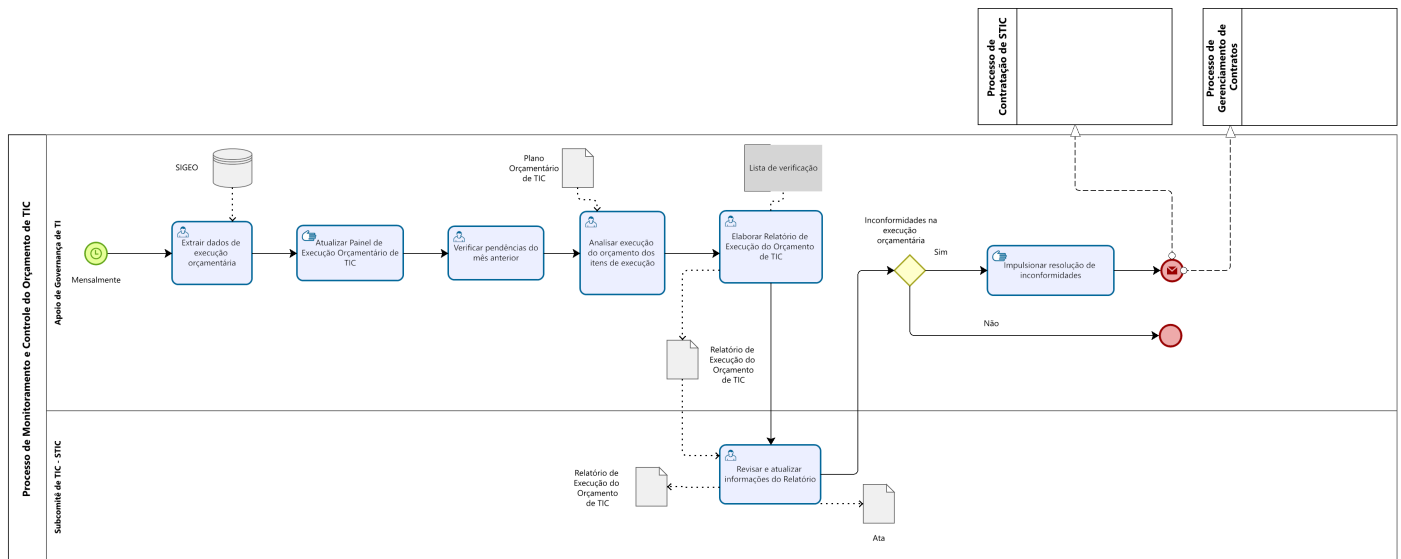 Processo de
Contratação de STIC
Processo de
Gerenciamento de
Contratos
Processo de Monitoramento e Controle do Orçamento de TIC
Apoio de Governança de TI
Mensalmente
SIGEO
Extrair dados de
execução
orçamentária
Atualizar Painel de
Execução Orçamentário de
TIC
Verificar pendências do
mês anterior
Plano
Orçamentário
de TIC
Analisar execução
do orçamento dos
itens de execução
Lista de verificação
Elaborar Relatório de
Execução do Orçamento
de TIC
Relatório de
Execução do
Orçamento
de TIC
Inconformidades na
execução
orçamentária
Sim
Não
Impulsionar resolução de
inconformidades
Subcomitê de TIC - STIC
Relatório de
Execução do
Orçamento
de TIC
Revisar e atualizar
informações do Relatório
Ata